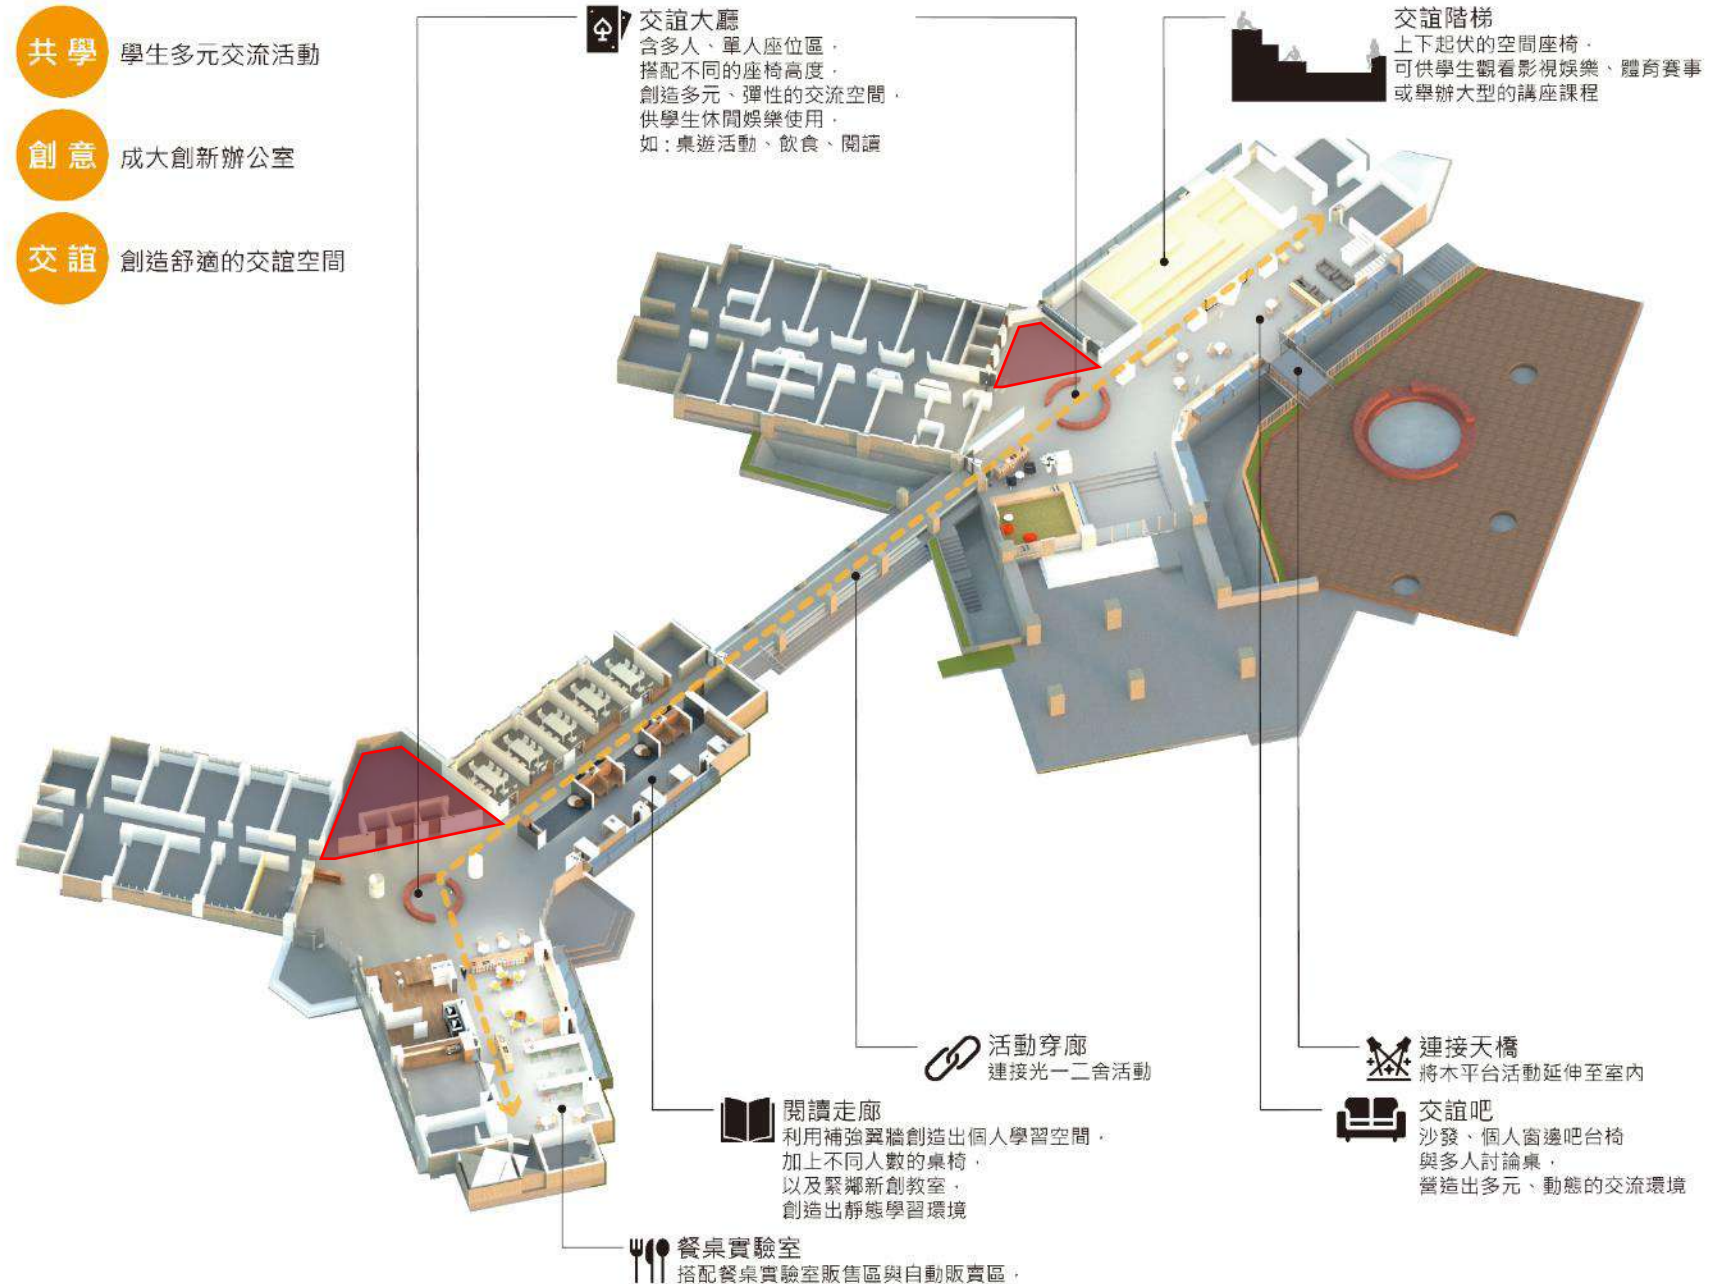 共學
學生多元交流活動
創意
成大創新辦公室
交誼
創造舒適的交誼空間
交誼大廳
含多人、單人座位區，
搭配不同的座椅高度，
創造多元、彈性的交流空間，
供學生休閒娛樂使用，
如：桌遊活動、飲食、閱讀
交誼階梯
上下起伏的空間座椅，
可供學生觀看影視娛樂、體育賽事
或舉辦大型的講座課程
活動穿廊
連接光一二舍活動
連接天橋
將木平台活動延伸至室內
閱讀走廊
利用補強翼牆創造出個人學習空間，
加上不同人數的桌椅，
以及緊鄰新創教室，
創造出靜態學習環境
交誼吧
沙發、個人窗邊吧台椅
與多人討論桌，
營造出多元、動態的交流環境
餐桌實驗室
搭配餐桌實驗室販售區與自動販賣區，